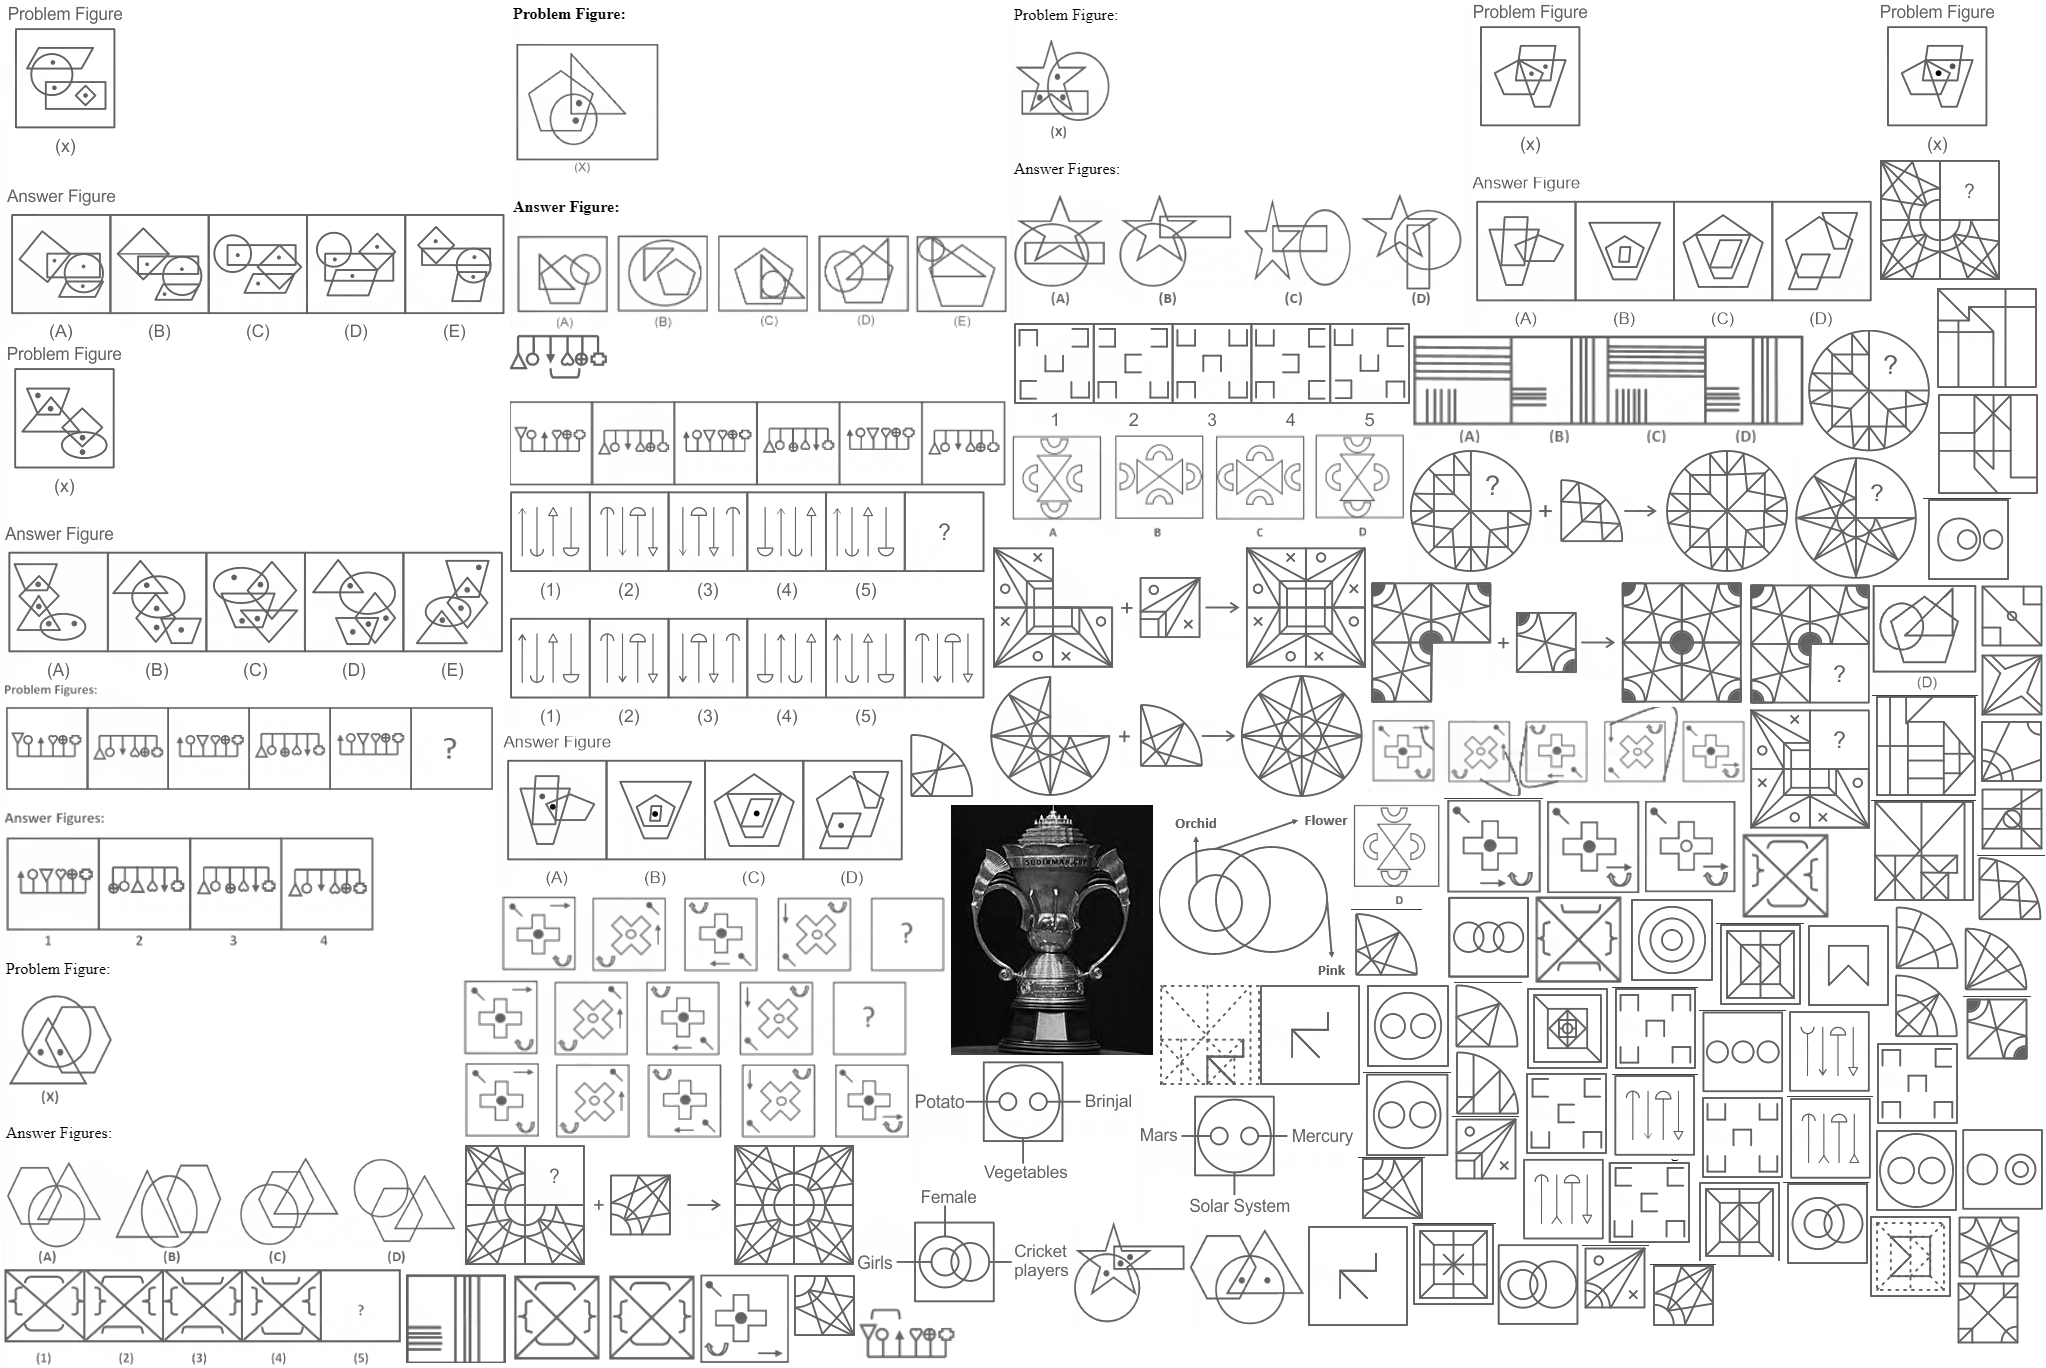 Problem Figure
(x)
Answer Figure
(A) (B) (C) (D) (E)
Problem Figure
(x)
Answer Figure
(A) (B) (C) (D) (E)
Problem Figures:
?
Answer Figures:
1 2 3 4
Problem Figure:
(X)
Answer Figures:
(A) (B) (C) (D)
?
(1) (2) (3) (4) (5)
Problem Figure:
(X)
Answer Figure:
(A) (B) (C) (D) (E)
?
(1) (2) (3) (4) (5)
(1) (2) (3) (4) (5)
Answer Figure
(A) (B) (C) (D)
?
?
?
+
Problem Figure:
(x)
Answer Figures:
(A) (B) (C) (D)
1 2 3 4 5
A B C D
+
+
SUDIRMAN CUP
Orchid
Flower
Pink
Potato
Brinjal
Vegetables
Mars
Mercury
Solar System
Female
Girls
Cricket
players
Problem Figure
(x)
Answer Figure
(A) (B) (C) (D)
(A) (B) (C) (D)
?
+
+
D
Problem Figure
(x)
?
?
?
?
?
(D)